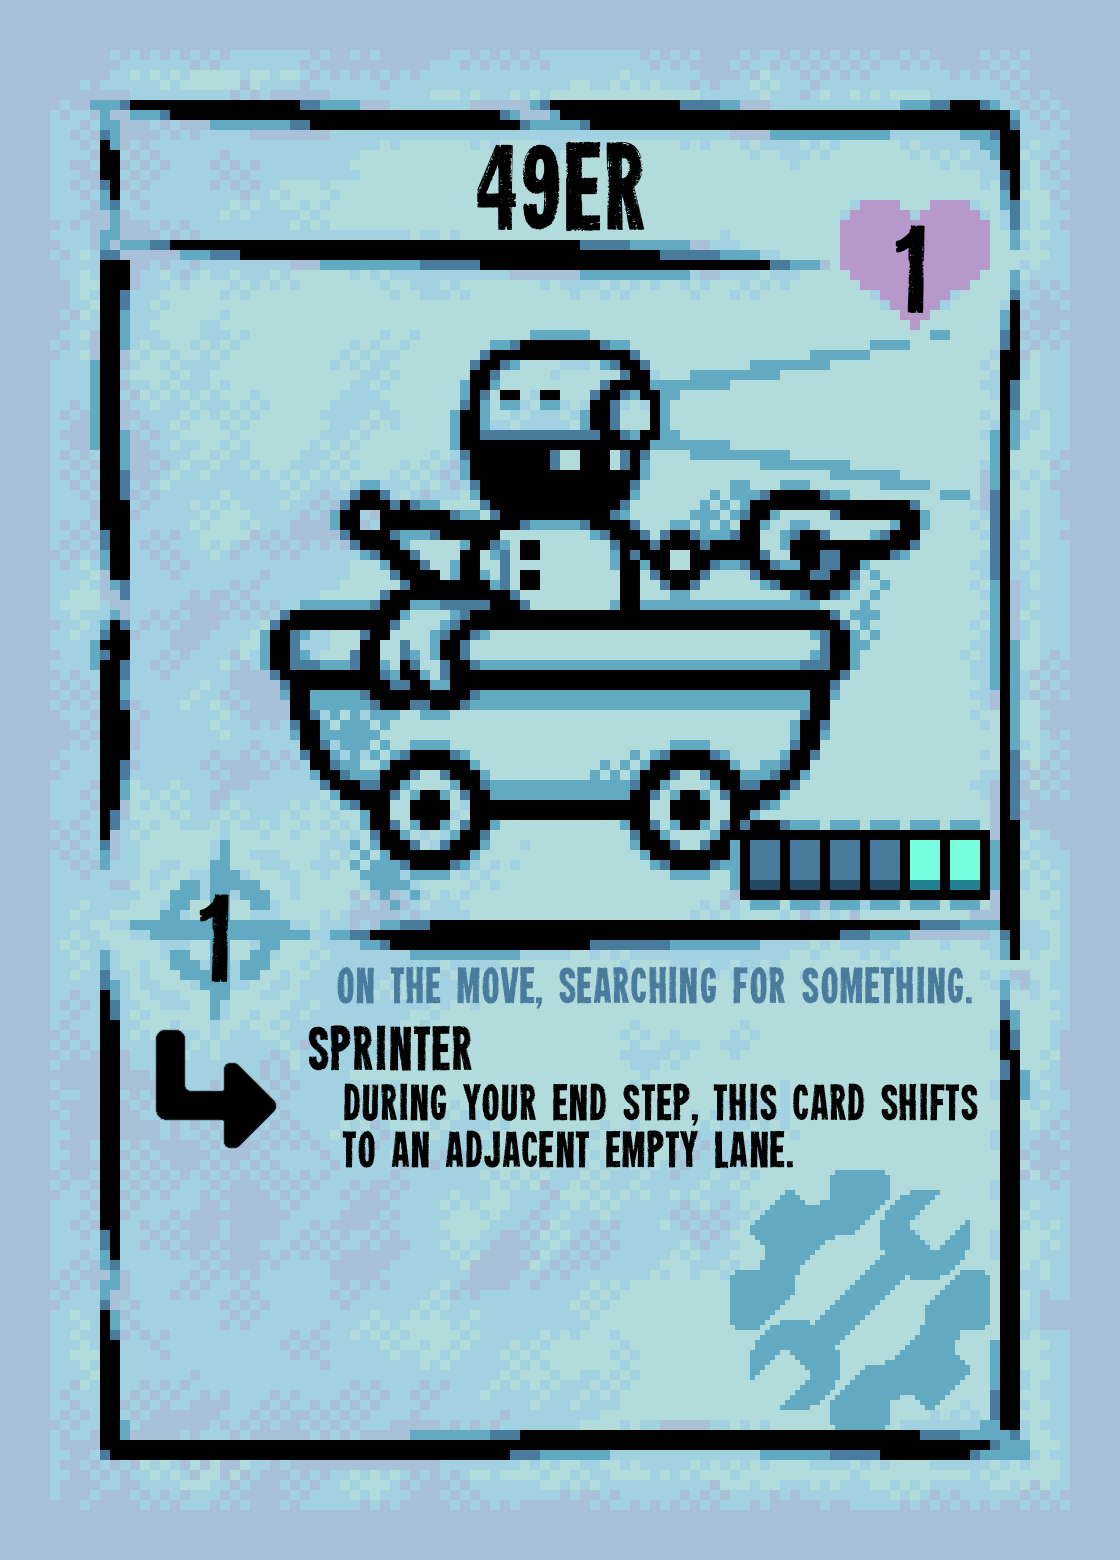 49ER
1
1
ON THE MOVE, SEARCHING FOR SOMETHING.
SPRINTER
DURING YOUR END STEP, THIS CARD SHIFTS
TO AN ADJACENT EMPTY LANE.